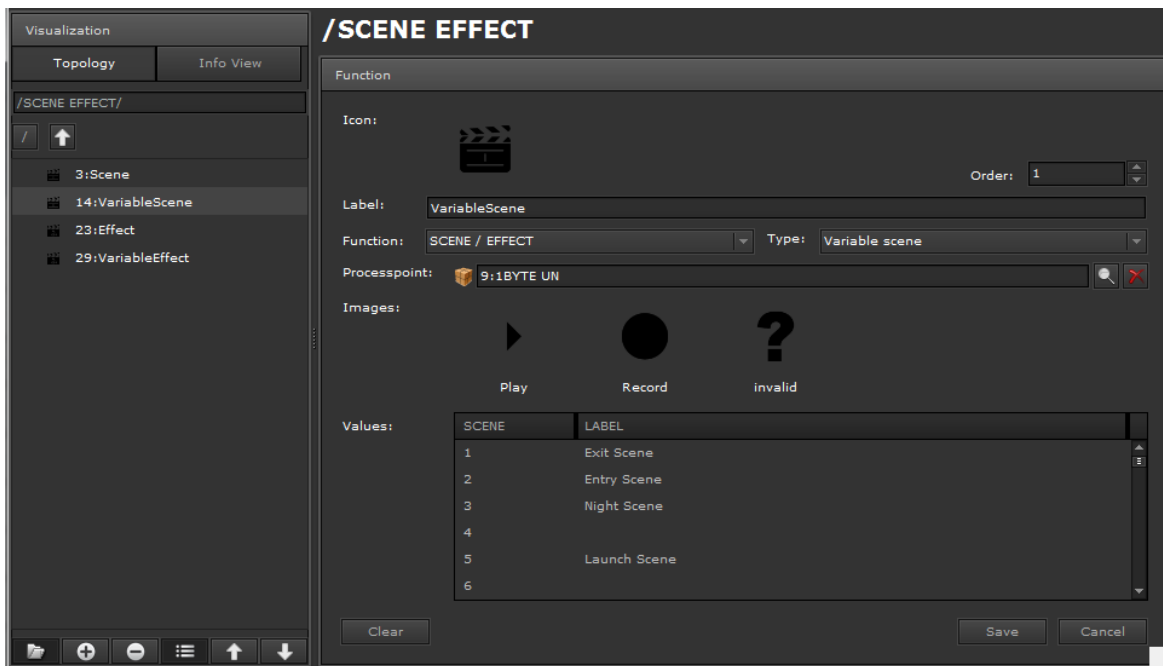 Visualization
Topology
Info View
/SCENE EFFECT/
/
3:Scene
14:VariableScene
23:Effect
29:VariableEffect
/SCENE EFFECT
Function
Icon:
Order: 1
Label: VariableScene
Function: SCENE / EFFECT
Type: Variable scene
Processpoint: 9:1BYTE UN
Images:
?
Play Record invalid
Values:
SCENE LABEL
1 Exit Scene
2 Entry Scene
3 Night Scene
4
5 Launch Scene
6
Clear
Save
Cancel